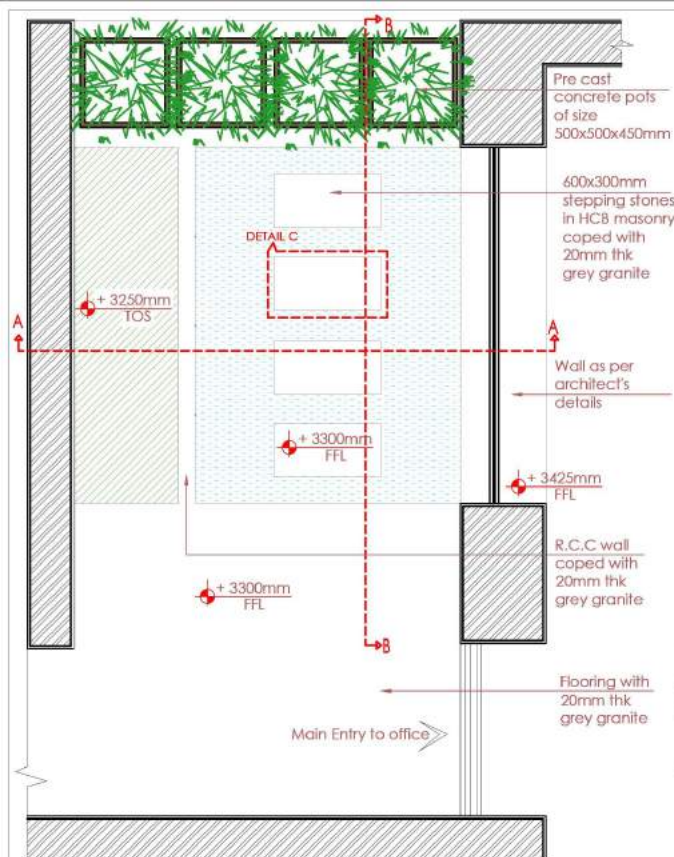 B
Pre cast
concrete pots
of size
500x500x450mm
600x300mm
stepping stones
in HCB masonry
coped with
20mm thk
grey granite
DETAIL C
+ 3250mm
TOS
A
A
Wall as per
architect's
details
+ 3300mm
FFL
+ 3425mm
FFL
R.C.C wall
coped with
20mm thk
grey granite
+ 3300mm
FFL
B
Flooring with
20mm thk
grey granite
Main Entry to office